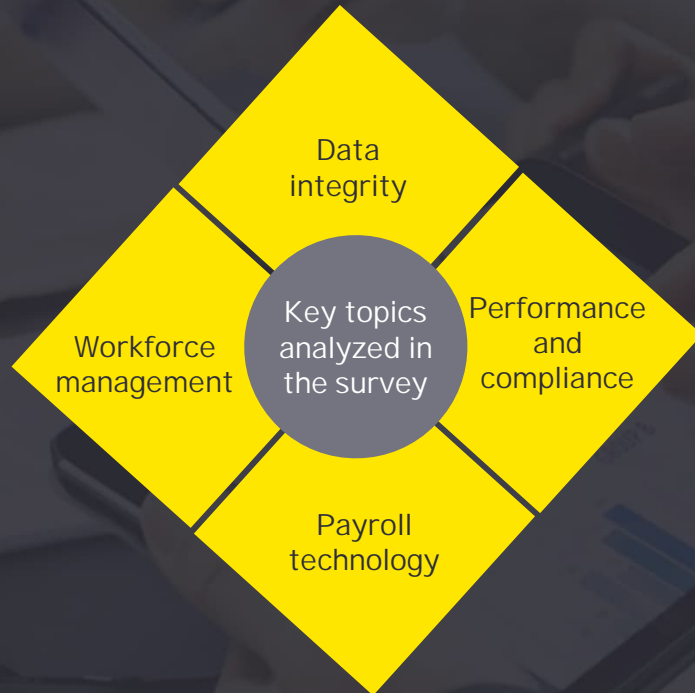 Data
integrity
Key topics
analyzed in
the survey
Performance
and
compliance
Workforce
management
Payroll
technology